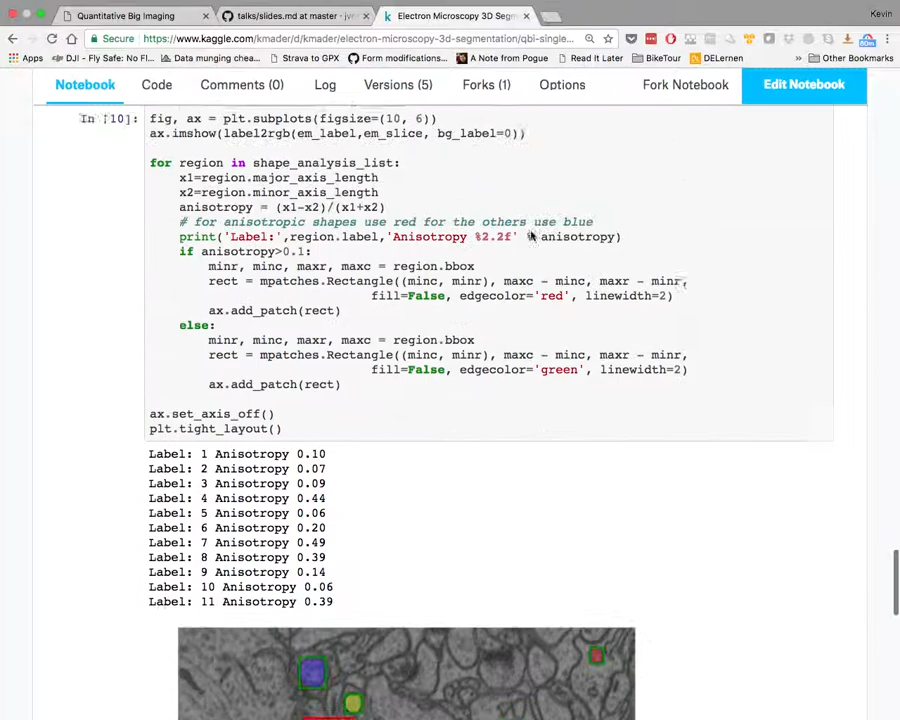 Quantitative Big Imaging
talks/slides.md at master · jvr
Electron Microscopy 3D Segm
Kevin
Secure
https://www.kaggle.com/kmader/d/kmader/electron-microscopy-3d-segmentation/qbi-single...
Apps
DJI - Fly Safe: No Fl...
Data munging chea...
Strava to GPX
Form modifications...
A Note from Pogue
Read It Later
BikeTour
DELernen
»
Other Bookmarks
Notebook
Code
Comments (0)
Log
Versions (5)
Forks (1)
Options
Fork Notebook
Edit Notebook
In [10]:
fig, ax = plt.subplots(figsize=(10, 6))
ax.imshow(label2rgb(em_label,em_slice, bg_label=0))
for region in shape_analysis_list:
x1=region.major_axis_length
x2=region.minor_axis_length
anisotropy = (x1-x2)/(x1+x2)
# for anisotropic shapes use red for the others use blue
print('Label:',region.label,'Anisotropy %2.2f' % anisotropy)
if anisotropy>0.1:
minr, minc, maxr, maxc = region.bbox
rect = mpatches.Rectangle((minc, minr), maxc - minc, maxr - minr,
fill=False, edgecolor='red', linewidth=2)
ax.add_patch(rect)
else:
minr, minc, maxr, maxc = region.bbox
rect = mpatches.Rectangle((minc, minr), maxc - minc, maxr - minr,
fill=False, edgecolor='green', linewidth=2)
ax.add_patch(rect)
ax.set_axis_off()
plt.tight_layout()
Label: 1 Anisotropy 0.10
Label: 2 Anisotropy 0.07
Label: 3 Anisotropy 0.09
Label: 4 Anisotropy 0.44
Label: 5 Anisotropy 0.06
Label: 6 Anisotropy 0.20
Label: 7 Anisotropy 0.49
Label: 8 Anisotropy 0.39
Label: 9 Anisotropy 0.14
Label: 10 Anisotropy 0.06
Label: 11 Anisotropy 0.39